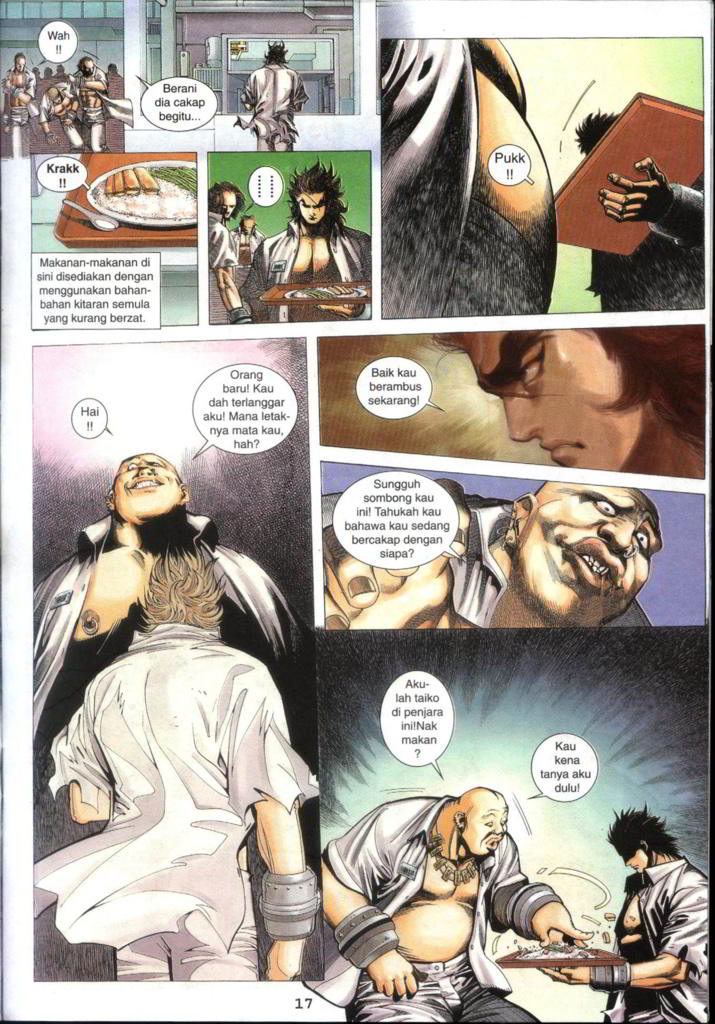 Wah
!!
Berani
dia cakap
begitu...
Krakk
!!
Makanan-makanan di
sini disediakan dengan
menggunakan bahan-
bahan kitaran semula
yang kurang berzat.
Pukk
!!
Hai
!!
Orang
baru! Kau
dah terlanggar
aku! Mana letak-
nya mata kau,
hah?
Baik kau
berambus
sekarang!
Sungguh
sombong kau
ini! Tahukah kau
bahawa kau sedang
bercakap dengan
siapa?
Aku-
lah taiko
di penjara
ini!Nak
makan
?
Kau
kena
tanya aku
dulu!
17